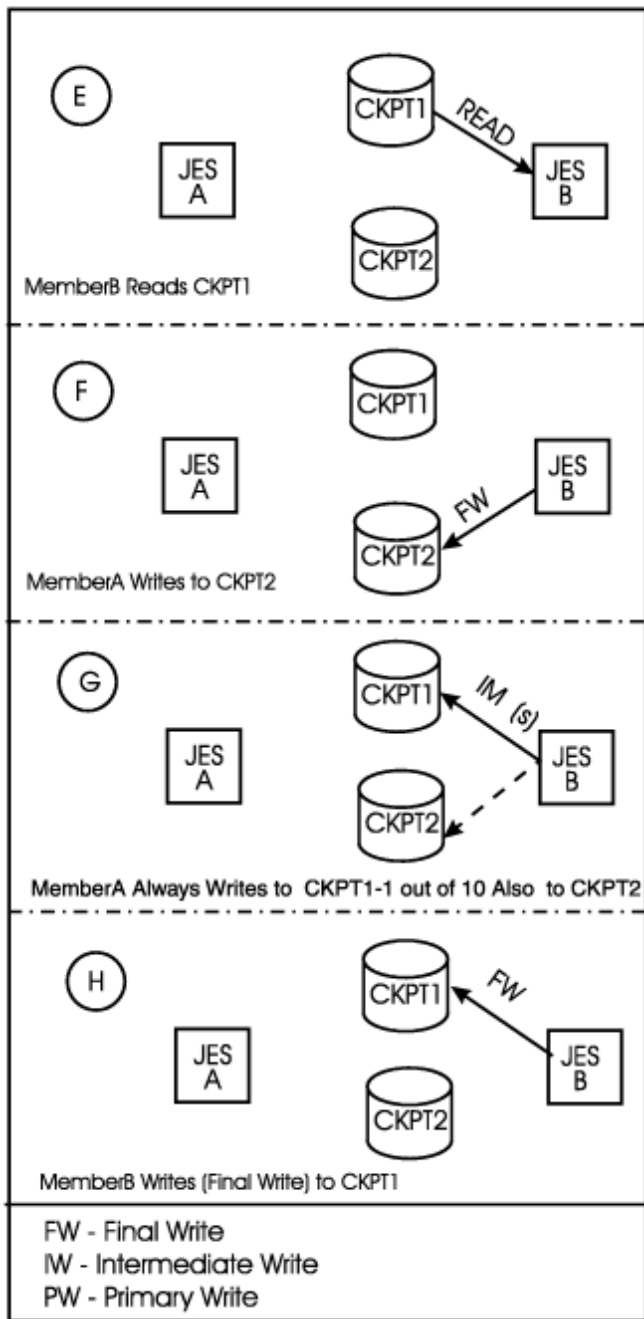 E
CKPT1
READ
JES
A
JES
B
CKPT2
MemberB Reads CKPT1
F
CKPT1
JES
A
JES
B
FW
CKPT2
MemberA Writes to CKPT2
G
CKPT1
IM (s)
JES
A
JES
B
CKPT2
MemberA Always Writes to CKPT1-1 out of 10 Also to CKPT2
H
CKPT1
FW
JES
A
JES
B
CKPT2
MemberB Writes (Final Write) to CKPT1
FW - Final Write
IW - Intermediate Write
PW - Primary Write